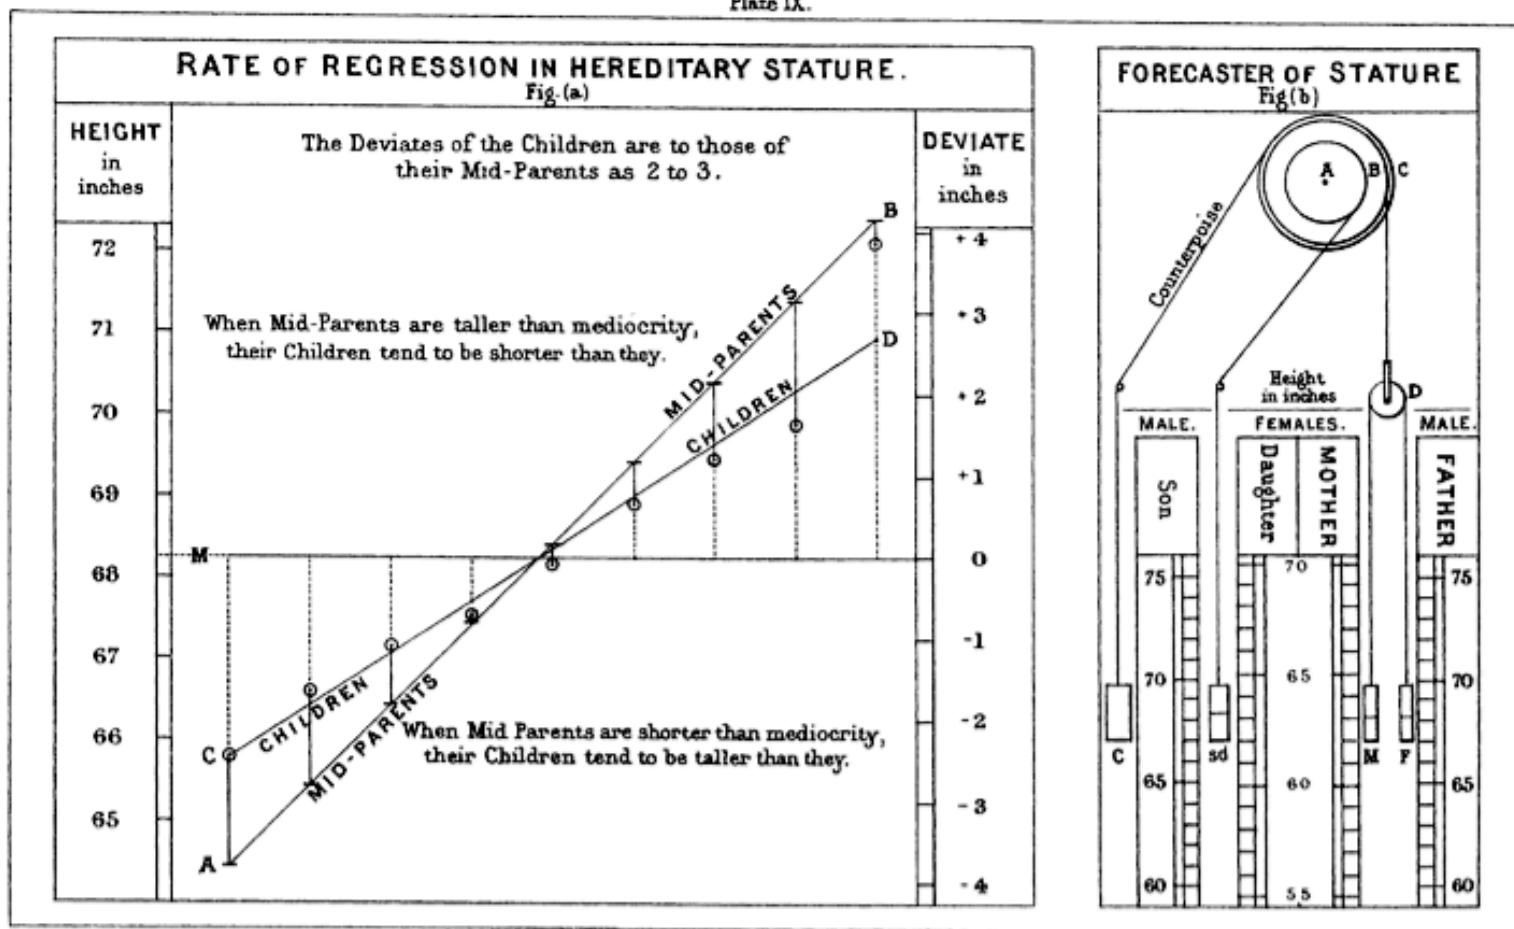 Plate IX.
RATE OF REGRESSION IN HEREDITARY STATURE.
Fig. (a)
HEIGHT
in
inches
The Deviates of the Children are to those of
their Mid-Parents as 2 to 3.
DEVIATE
in
inches
72
71
70
69
68
67
66
65
+4
+3
+2
+1
0
-1
-2
-3
-4
B
D
M
C
A
When Mid-Parents are taller than mediocrity,
their Children tend to be shorter than they.
MID-PARENTS
CHILDREN
CHILDREN
MID-PARENTS
When Mid Parents are shorter than mediocrity,
their Children tend to be taller than they.
FORECASTER OF STATURE
Fig (b)
A B C
Counterpoise
D
Height
in inches
MALE. FEMALES. MALE.
Son
Daughter
MOTHER
FATHER
75 70 75
70 65 70
C sd M F
65 60 65
60 55 60